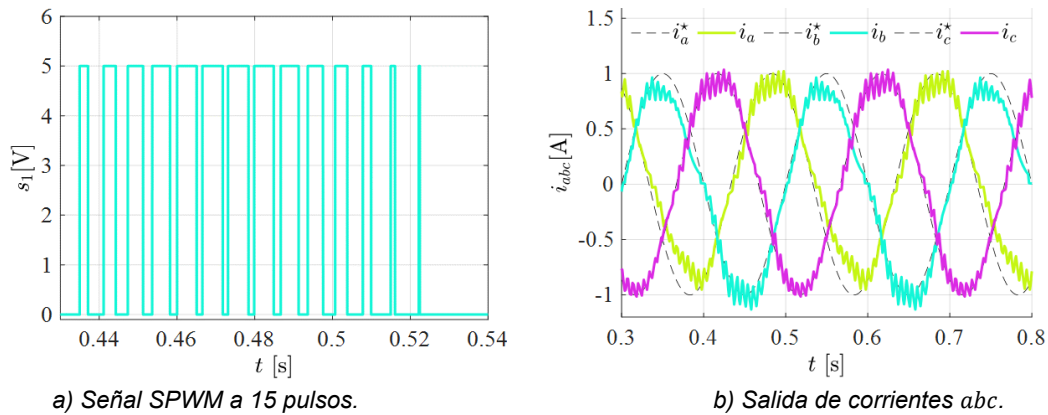 6
5
4
3
2
1
0
s₁[V]
0.44 0.46 0.48 0.5 0.52 0.54
t [s]
a) Señal SPWM a 15 pulsos.
i*a ia i*b ib i*c ic
1.5
1
0.5
0
-0.5
-1
iabc[A]
0.3 0.4 0.5 0.6 0.7 0.8
t [s]
b) Salida de corrientes abc.